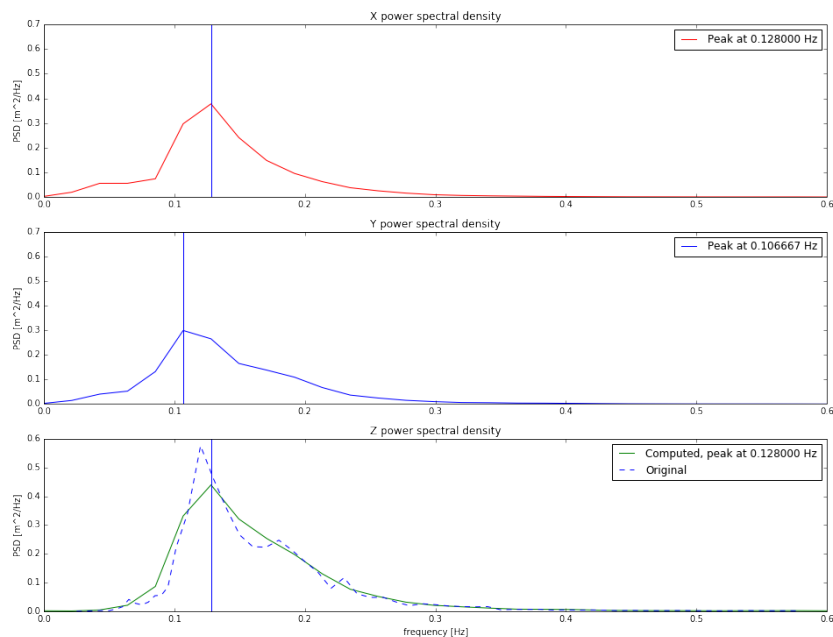 X power spectral density
0.7
0.6
0.5
0.4
0.3
0.2
0.1
0.0
PSD [m^2/Hz]
Peak at 0.128000 Hz
0.0 0.1 0.2 0.3 0.4 0.5 0.6
Y power spectral density
0.7
0.6
0.5
0.4
0.3
0.2
0.1
0.0
PSD [m^2/Hz]
Peak at 0.106667 Hz
0.0 0.1 0.2 0.3 0.4 0.5 0.6
Z power spectral density
0.6
0.5
0.4
0.3
0.2
0.1
0.0
PSD [m^2/Hz]
Computed, peak at 0.128000 Hz
Original
0.0 0.1 0.2 0.3 0.4 0.5 0.6
frequency [Hz]